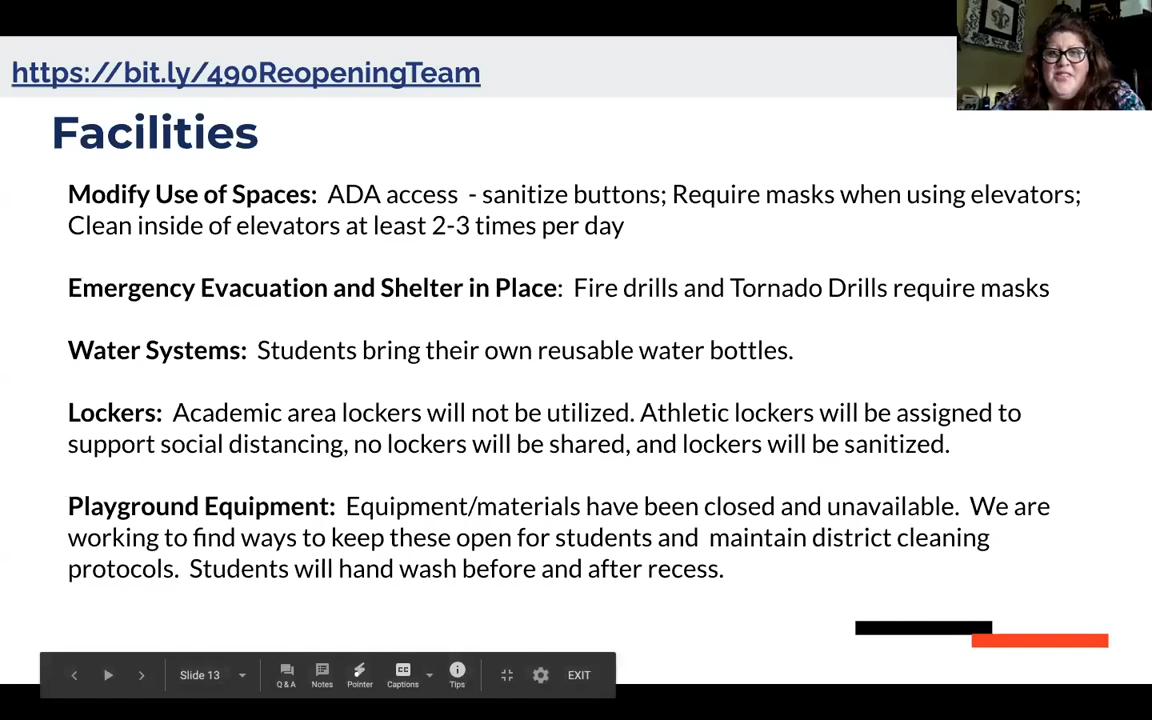 https://bit.ly/490ReopeningTeam
Facilities
Modify Use of Spaces: ADA access - sanitize buttons; Require masks when using elevators;
Clean inside of elevators at least 2-3 times per day
Emergency Evacuation and Shelter in Place: Fire drills and Tornado Drills require masks
Water Systems: Students bring their own reusable water bottles.
Lockers: Academic area lockers will not be utilized. Athletic lockers will be assigned to
support social distancing, no lockers will be shared, and lockers will be sanitized.
Playground Equipment: Equipment/materials have been closed and unavailable. We are
working to find ways to keep these open for students and maintain district cleaning
protocols. Students will hand wash before and after recess.
Slide 13
Q & A
Notes
Pointer
CC
Captions
Tips
EXIT